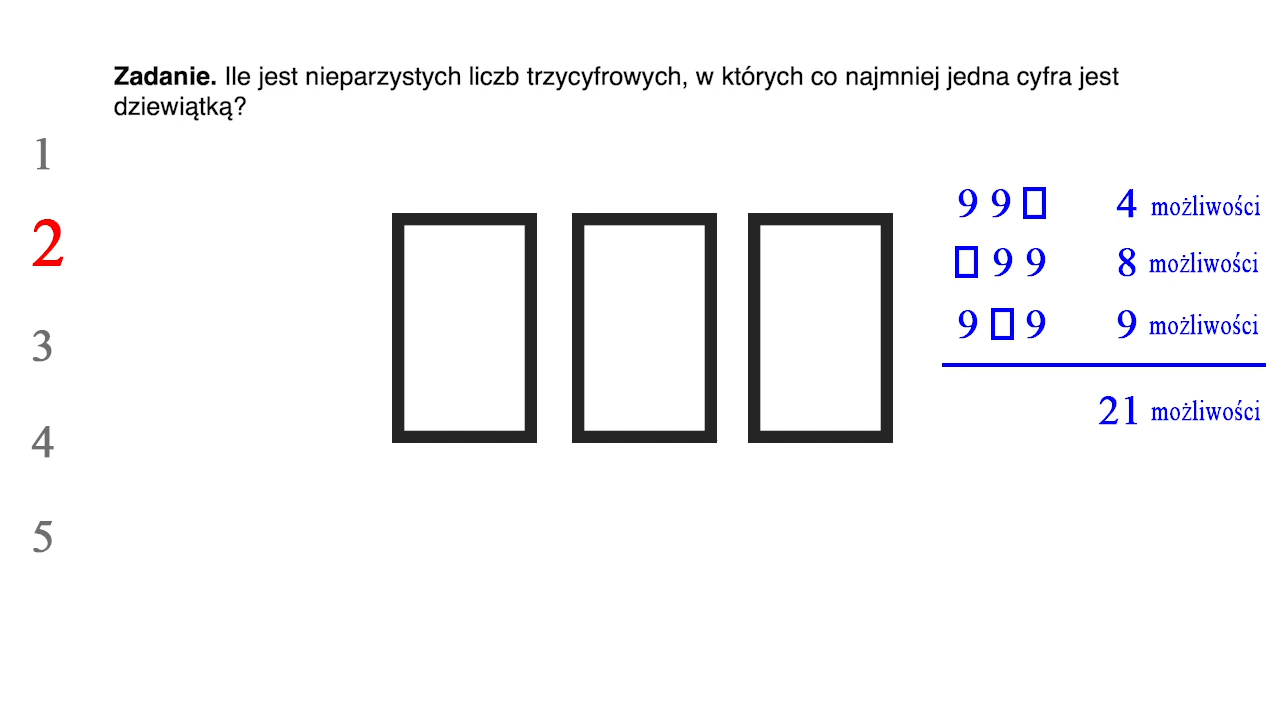 Zadanie. Ile jest nieparzystych liczb trzycyfrowych, w których co najmniej jedna cyfra jest
dziewiątką?
1
2
3
4
5
9 9 □ 4 możliwości
□ 9 9 8 możliwości
9 □ 9 9 możliwości
21 możliwości